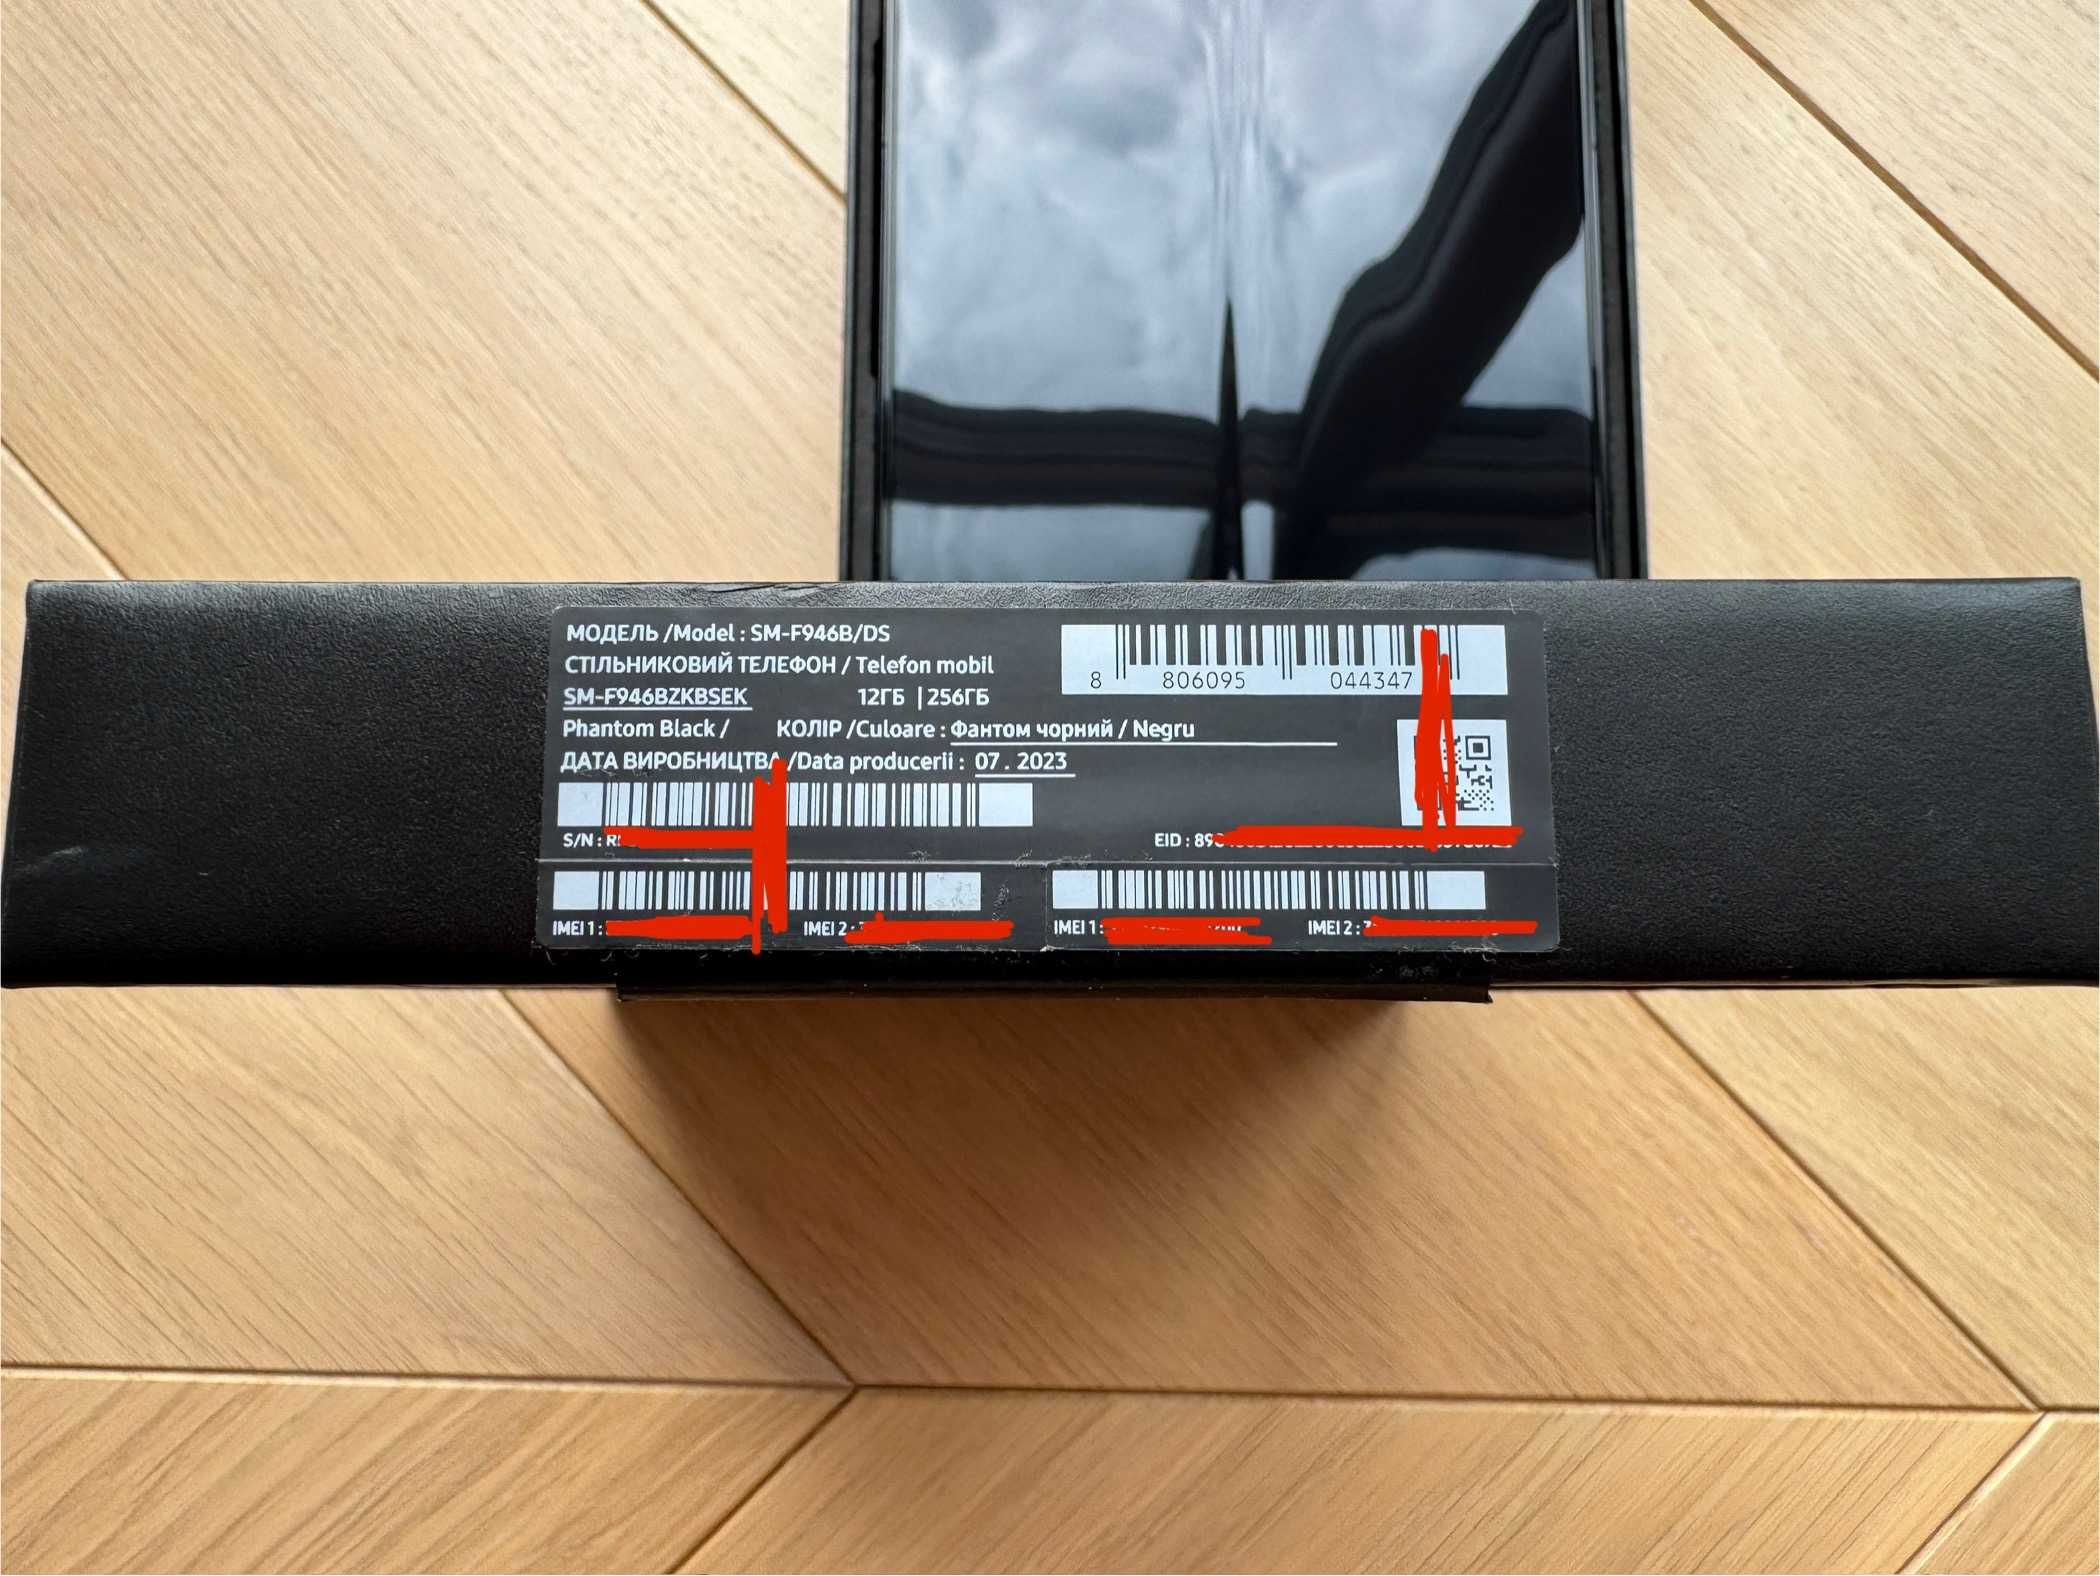 МОДЕЛЬ /Model : SM-F946B/DS
СТІЛЬНИКОВИЙ ТЕЛЕФОН / Telefon mobil
SM-F946BZKBSEK 12ГБ | 256ГБ
Phantom Black / КОЛІР /Culoare : Фантом чорний / Negru
ДАТА ВИРОБНИЦТВА /Data producerii : 07 . 2023
8 806095 044347
S/N :
EID :
IMEI 1 :
IMEI 2 :
IMEI 1 :
IMEI 2 :